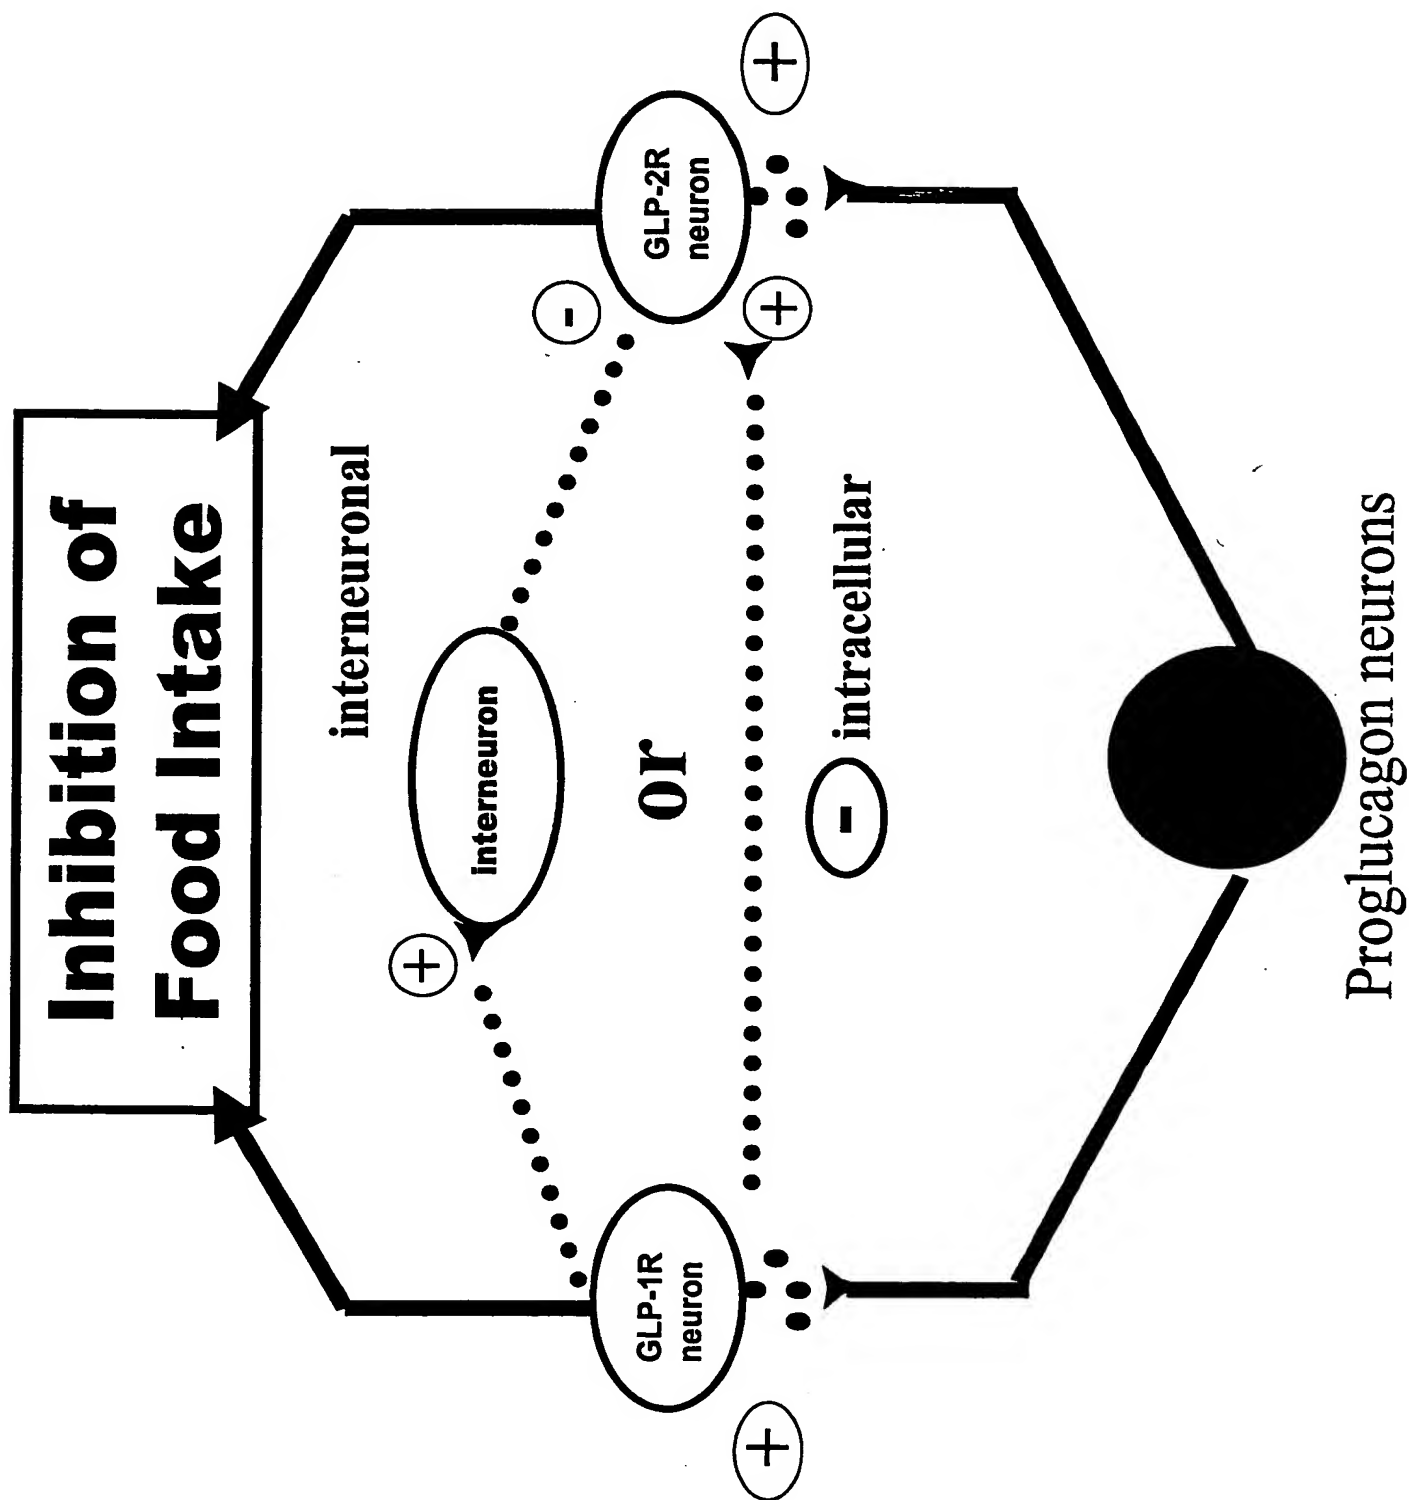 Inhibition of
Food Intake
interneuronal
+
interneuron
-
or
GLP-1R
neuron
GLP-2R
neuron
+
+
+
-
intracellular
Proglucagon neurons